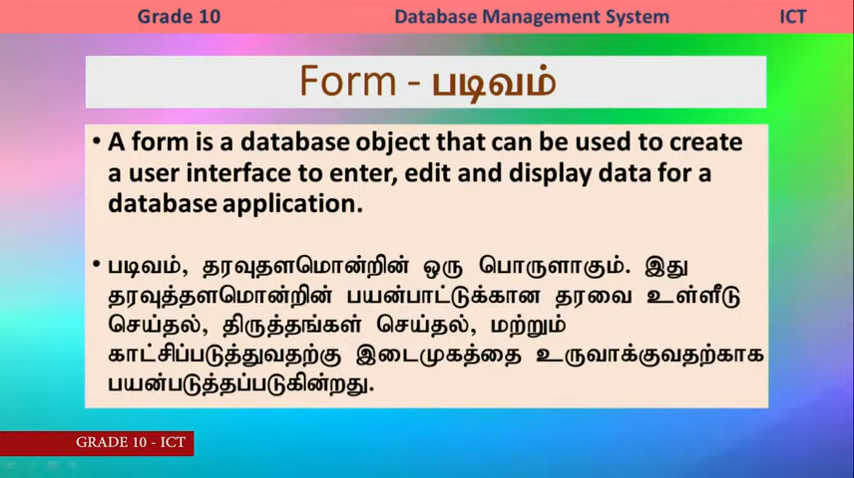 Grade 10 Database Management System ICT
Form - படிவம்
• A form is a database object that can be used to create
a user interface to enter, edit and display data for a
database application.
• படிவம், தரவுதளமொன்றின் ஒரு பொருளாகும். இது
தரவுத்தளமொன்றின் பயன்பாட்டுக்கான தரவை உள்ளீடு
செய்தல், திருத்தங்கள் செய்தல், மற்றும்
காட்சிப்படுத்துவதற்கு இடைமுகத்தை உருவாக்குவதற்காக
பயன்படுத்தப்படுகின்றது.
GRADE 10 - ICT